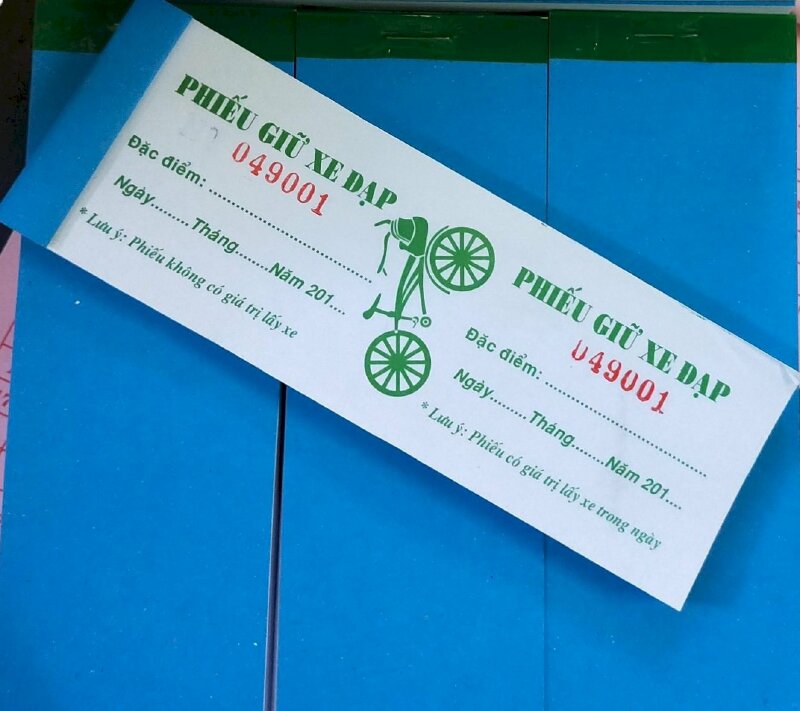 PHIẾU GIỮ XE ĐẠP
049001
Đặc điểm: ........................................
Ngày......... Tháng........Năm 201....
* Lưu ý: Phiếu không có giá trị lấy xe
PHIẾU GIỮ XE ĐẠP
049001
Đặc điểm: ........................................
Ngày......... Tháng........Năm 201....
* Lưu ý: Phiếu có giá trị lấy xe trong ngày